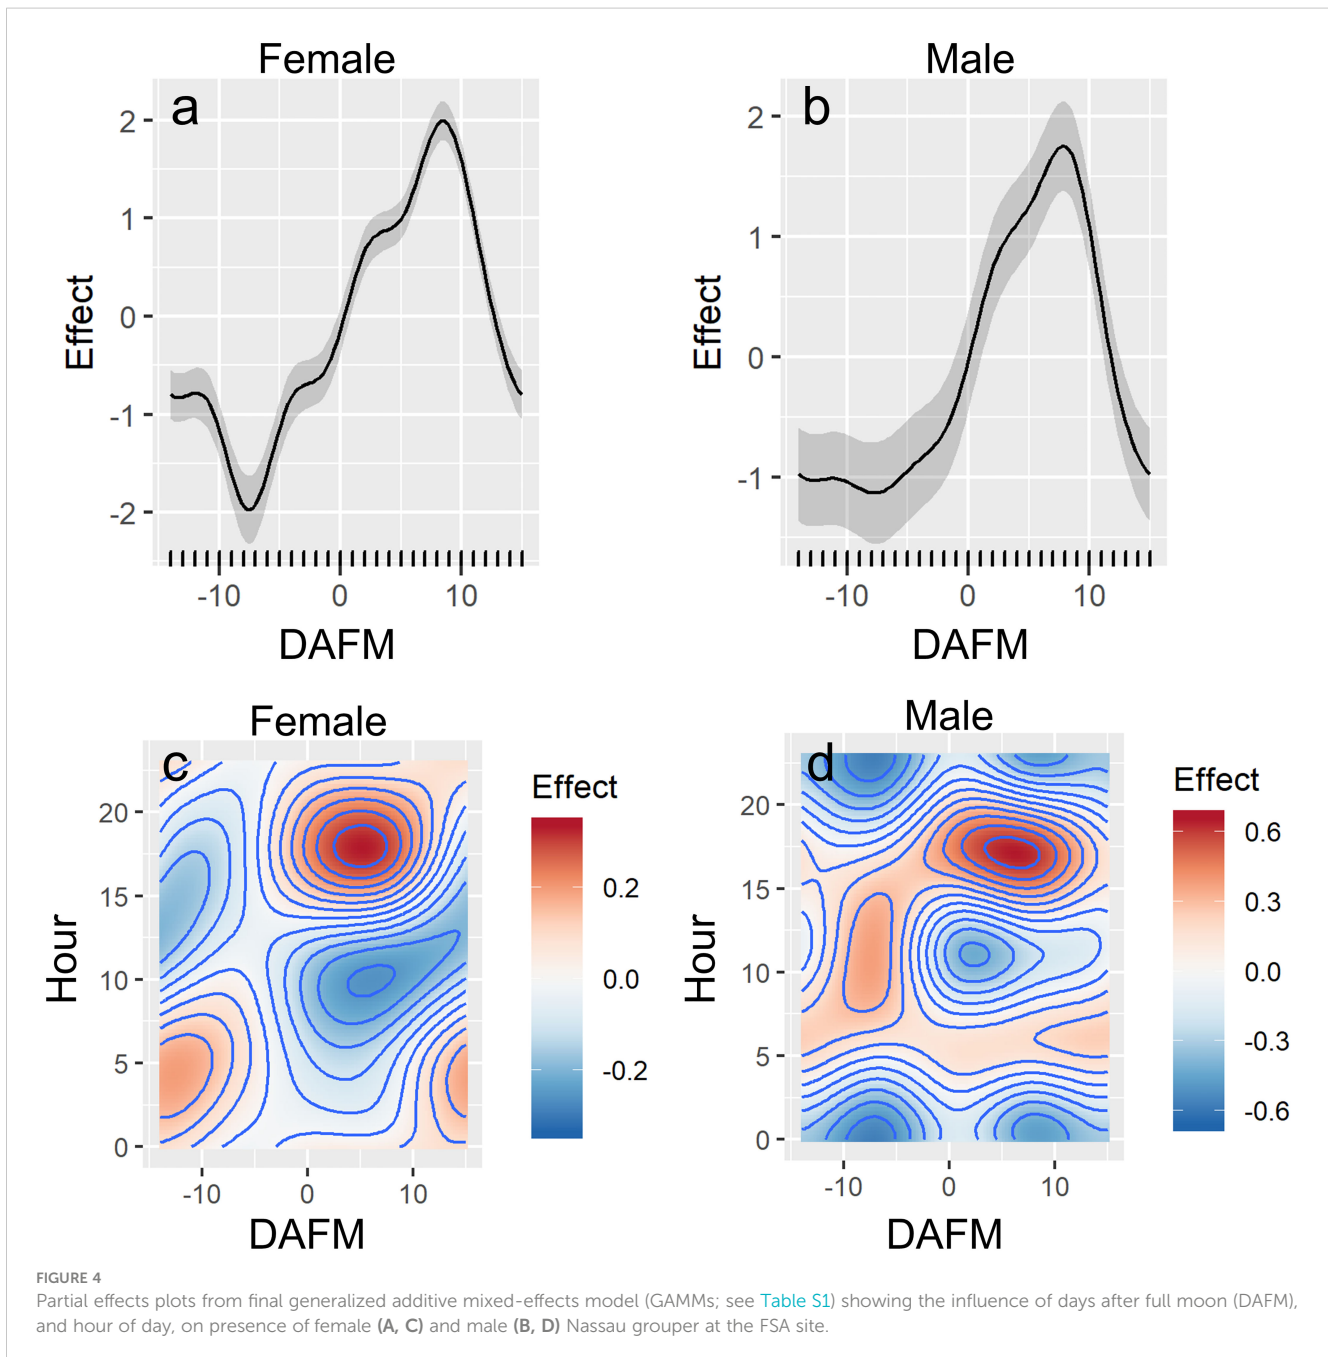 Female
a
2
1
0
-1
-2
Effect
-10 0 10
DAFM
Male
b
2
1
0
-1
Effect
-10 0 10
DAFM
Female
c
20
15
10
5
0
Hour
-10 0 10
DAFM
Effect
0.2
0.0
-0.2
Male
d
20
15
10
5
0
Hour
-10 0 10
DAFM
Effect
0.6
0.3
0.0
-0.3
-0.6
FIGURE 4
Partial effects plots from final generalized additive mixed-effects model (GAMMs; see Table S1) showing the influence of days after full moon (DAFM),
and hour of day, on presence of female (A, C) and male (B, D) Nassau grouper at the FSA site.